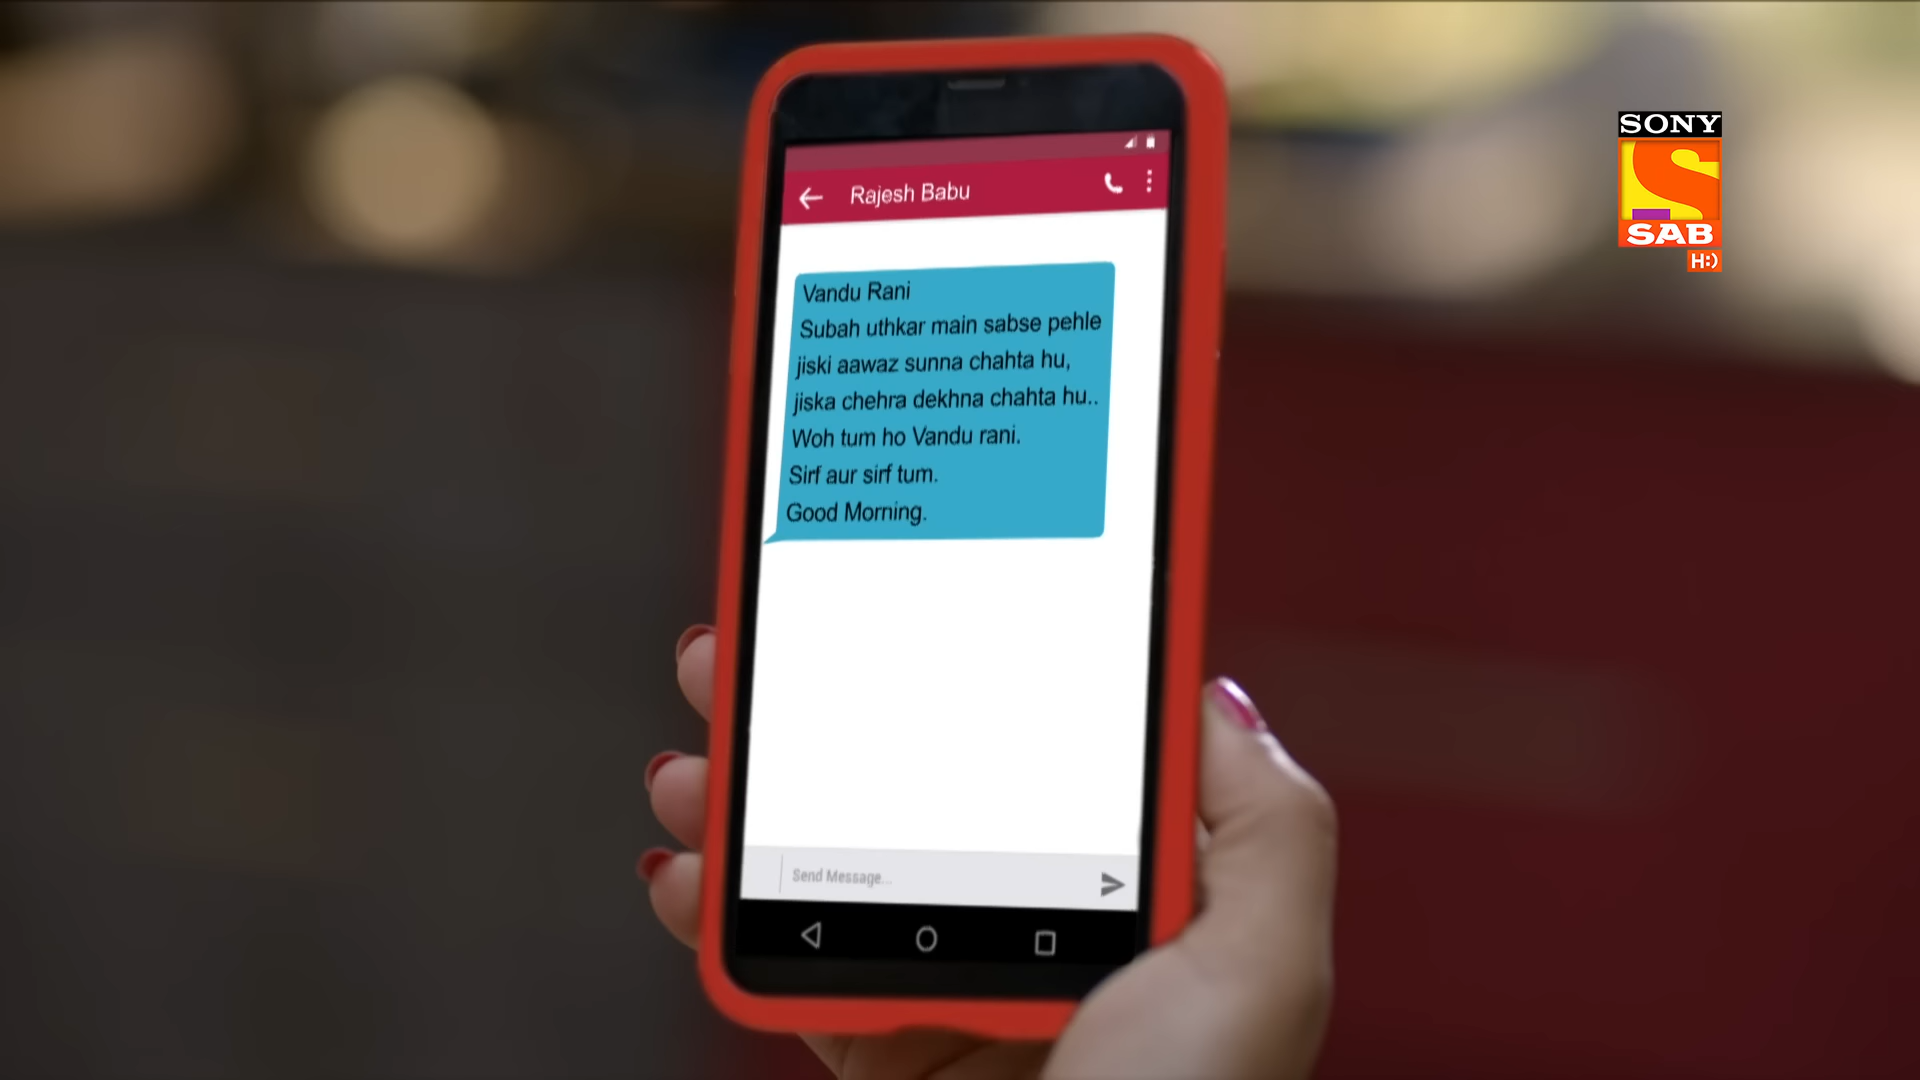 Rajesh Babu
Vandu Rani
Subah uthkar main sabse pehle
jiski aawaz sunna chahta hu,
jiska chehra dekhna chahta hu..
Woh tum ho Vandu rani.
Sirf aur sirf tum.
Good Morning.
Send Message...
SONY
S
SAB
H:)